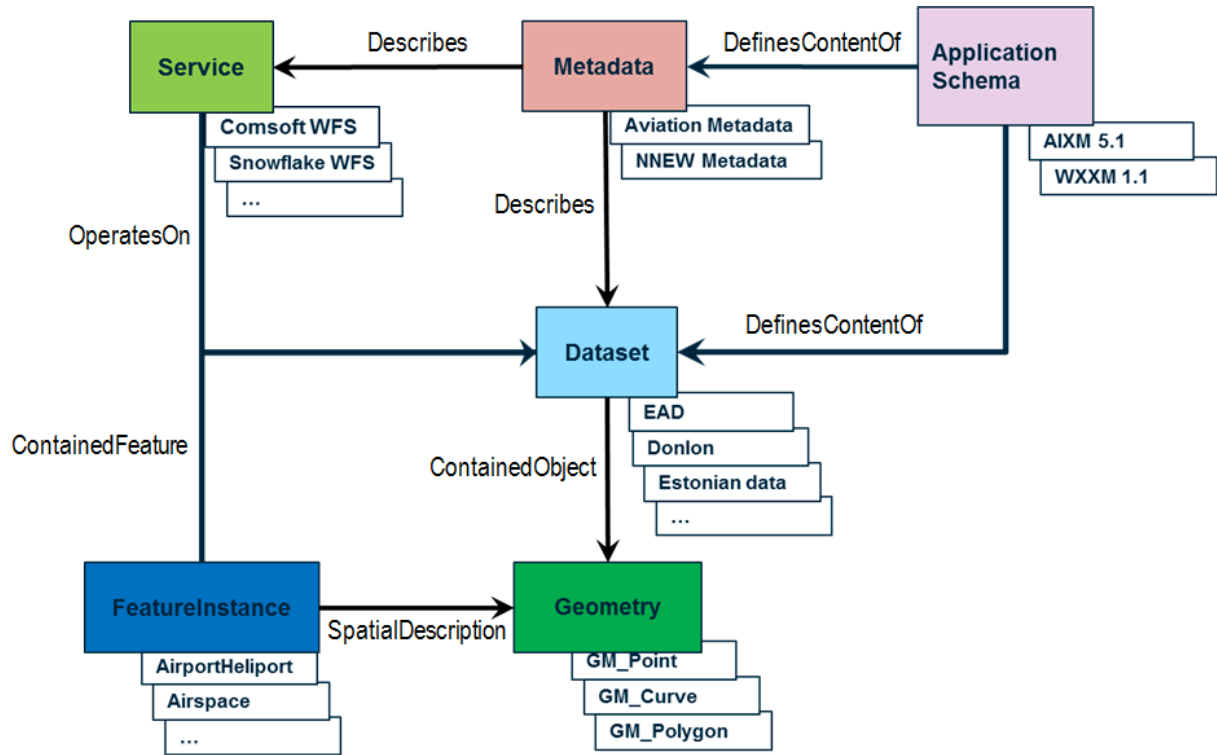 Describes
DefinesContentOf
Service
Metadata
Application
Schema
Comsoft WFS
Snowflake WFS
...
Aviation Metadata
NNEW Metadata
AIXM 5.1
WXXM 1.1
Describes
OperatesOn
DefinesContentOf
Dataset
EAD
Donlon
Estonian data
...
ContainedFeature
ContainedObject
FeatureInstance
SpatialDescription
Geometry
AirportHeliport
Airspace
...
GM_Point
GM_Curve
GM_Polygon